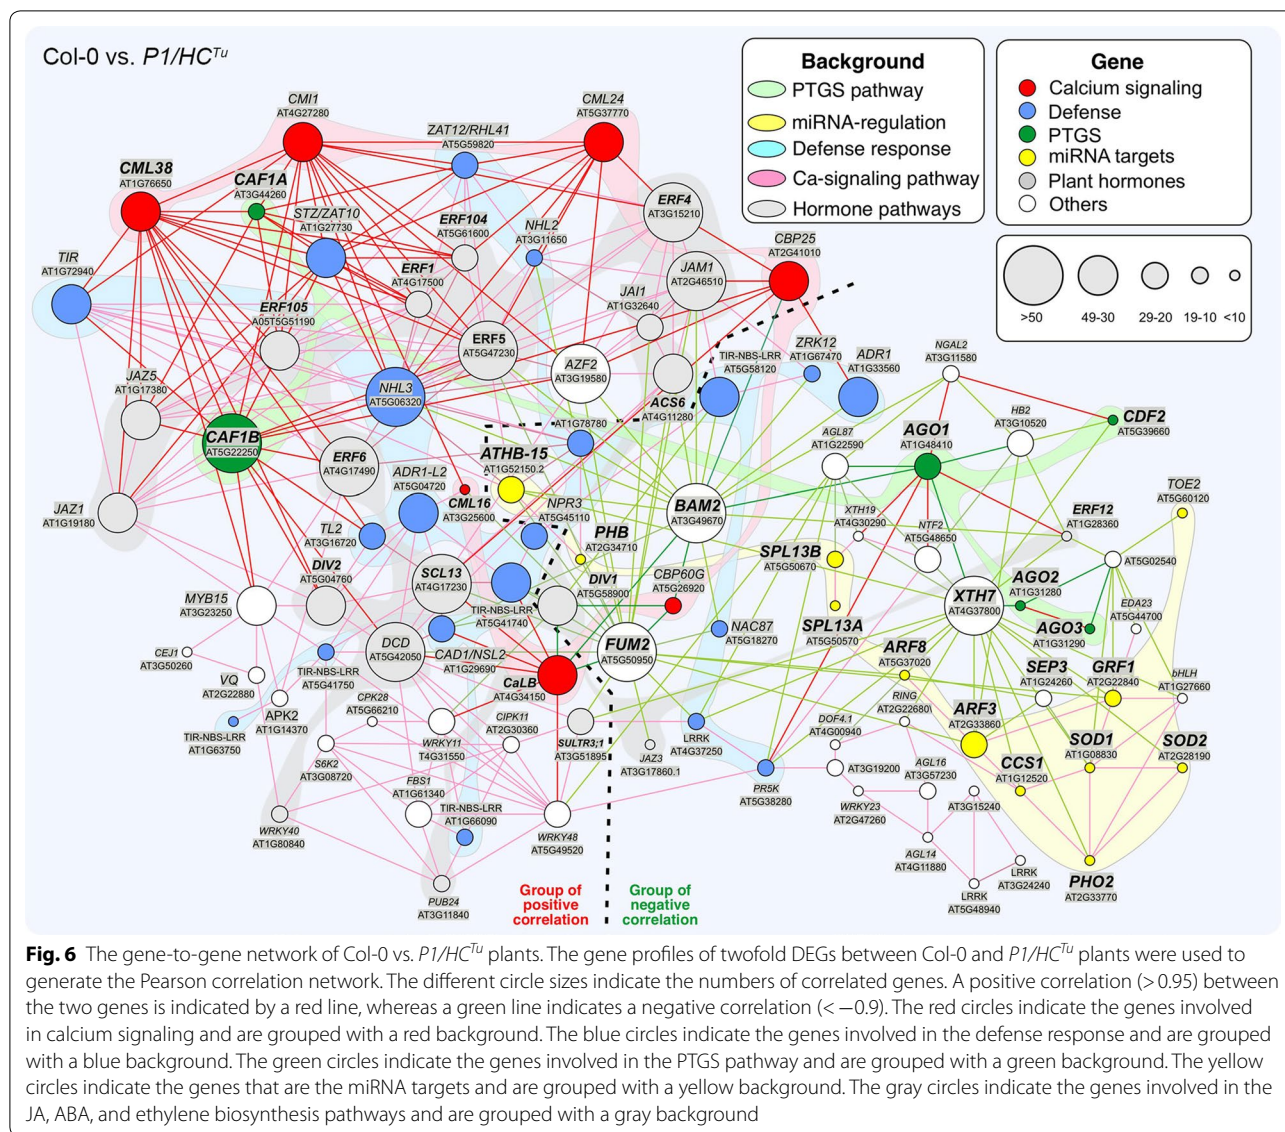 Col-0 vs. P1/HC^Tu
Background
PTGS pathway
miRNA-regulation
Defense response
Ca-signaling pathway
Hormone pathways
Gene
Calcium signaling
Defense
PTGS
miRNA targets
Plant hormones
Others
>50 49-30 29-20 19-10 <10
CMI1
AT4G27280
CML24
AT5G37770
ZAT12/RHL41
AT5G59820
CML38
AT1G76650
CAF1A
AT3G44260
STZ/ZAT10
AT1G27730
ERF104
AT5G61600
NHL2
AT3G11650
ERF4
AT3G15210
CBP25
AT2G41010
TIR
AT1G72940
ERF1
AT4G17500
JAM1
AT2G46510
JAI1
AT1G32640
ERF105
A05T5G51190
ERF5
AT5G47230
AZF2
AT3G19580
TIR-NBS-LRR
AT5G58120
ZRK12
AT1G67470
ADR1
AT1G33560
NGAL2
AT3G11580
JAZ5
AT1G17380
NHL3
AT5G06320
ACS6
AT4G11280
AT1G78780
CAF1B
AT5G22250
AGL87
AT1G22590
AGO1
AT1G48410
HB2
AT3G10520
CDF2
AT5G39660
ERF6
AT4G17490
ADR1-L2
AT5G04720
ATHB-15
AT1G52150.2
CML16
AT3G25600
NPR3
AT5G45110
BAM2
AT3G49670
TOE2
AT5G60120
JAZ1
AT1G19180
TL2
AT3G16720
PHB
AT2G34710
XTH19
AT4G30290
NTF2
AT5G48650
ERF12
AT1G28360
SPL13B
AT5G50670
DIV2
AT5G04760
SCL13
AT4G17230
DIV1
AT5G58900
CBP60G
AT5G26920
AT5G02540
MYB15
AT3G23250
TIR-NBS-LRR
AT5G41740
XTH7
AT4G37800
AGO2
AT1G31280
EDA23
AT5G44700
SPL13A
AT5G50570
AGO3
AT1G31290
CEJ1
AT3G50260
DCD
AT5G42050
CAD1/NSL2
AT1G29690
FUM2
AT5G50950
NAC87
AT5G18270
ARF8
AT5G37020
SEP3
AT1G24260
GRF1
AT2G22840
bHLH
AT1G27660
VQ
AT2G22880
TIR-NBS-LRR
AT5G41750
CaLB
AT4G34150
APK2
AT1G14370
CPK28
AT5G66210
RING
AT2G22680
ARF3
AT2G33860
TIR-NBS-LRR
AT1G63750
WRKY11
T4G31550
CIPK11
AT2G30360
SULTR3;1
AT3G51895
JAZ3
AT3G17860.1
LRRK
AT4G37250
DOF4.1
AT4G00940
SOD1
AT1G08830
SOD2
AT2G28190
S6K2
AT3G08720
CCS1
AT1G12520
FBS1
AT1G61340
TIR-NBS-LRR
AT1G66090
PR5K
AT5G38280
AT3G19200
AGL16
AT3G57230
WRKY23
AT2G47260
AT3G15240
WRKY40
AT1G80840
WRKY48
AT5G49520
AGL14
AT4G11880
LRRK
AT3G24240
LRRK
AT5G48940
PHO2
AT2G33770
PUB24
AT3G11840
Group of
positive
correlation
Group of
negative
correlation
Fig. 6 The gene-to-gene network of Col-0 vs. P1/HC^Tu plants. The gene profiles of twofold DEGs between Col-0 and P1/HC^Tu plants were used to
generate the Pearson correlation network. The different circle sizes indicate the numbers of correlated genes. A positive correlation (> 0.95) between
the two genes is indicated by a red line, whereas a green line indicates a negative correlation (< −0.9). The red circles indicate the genes involved
in calcium signaling and are grouped with a red background. The blue circles indicate the genes involved in the defense response and are grouped
with a blue background. The green circles indicate the genes involved in the PTGS pathway and are grouped with a green background. The yellow
circles indicate the genes that are the miRNA targets and are grouped with a yellow background. The gray circles indicate the genes involved in the
JA, ABA, and ethylene biosynthesis pathways and are grouped with a gray background